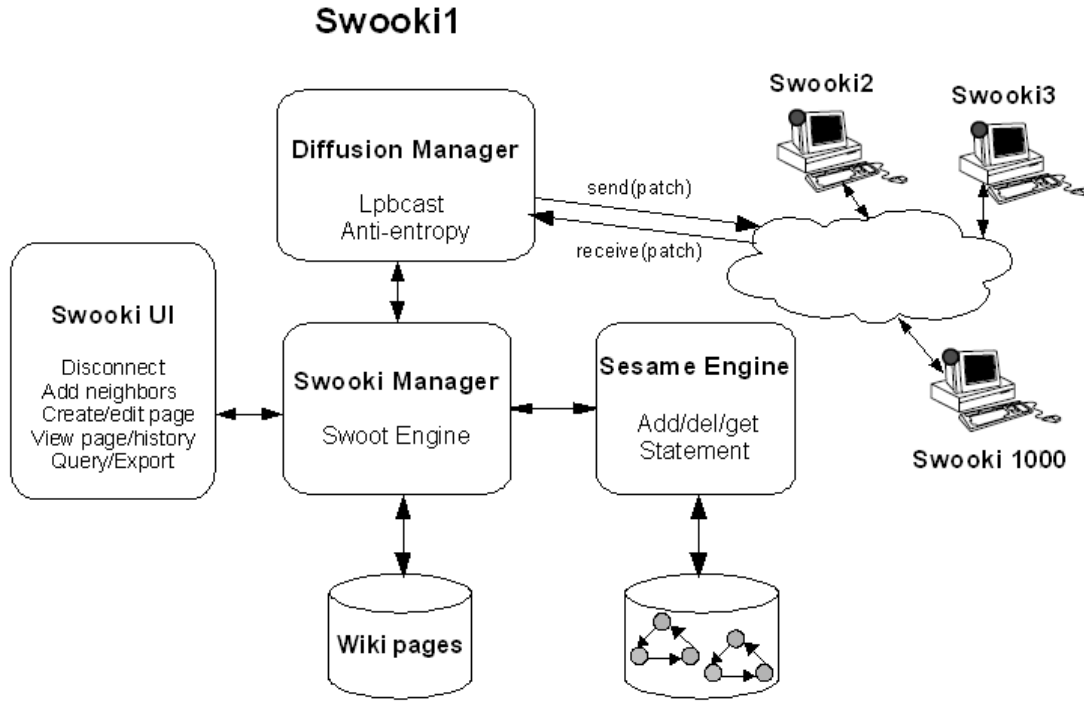 Swooki1
Swooki2
Swooki3
Diffusion Manager
Lpbcast
Anti-entropy
send(patch)
receive(patch)
Swooki UI
Disconnect
Add neighbors
Create/edit page
View page/history
Query/Export
Swooki Manager
Swoot Engine
Sesame Engine
Add/del/get
Statement
Swooki 1000
Wiki pages